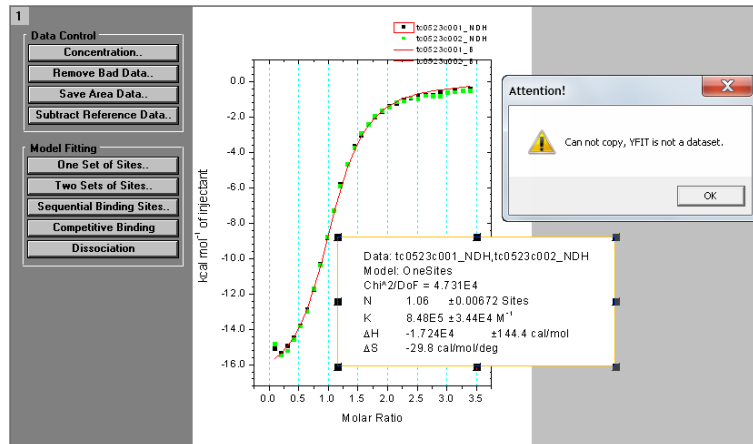 1
Data Control
Concentration..
Remove Bad Data..
Save Area Data..
Subtract Reference Data..
Model Fitting
One Set of Sites..
Two Sets of Sites..
Sequential Binding Sites..
Competitive Binding
Dissociation
tc0523c001_NDH
tc0523c002_NDH
tc0523c001_B
tc0523c002_B
0.0
-2.0
-4.0
-6.0
-8.0
-10.0
-12.0
-14.0
-16.0
kcal mol⁻¹ of injectant
0.0 0.5 1.0 1.5 2.0 2.5 3.0 3.5
Molar Ratio
Data: tc0523c001_NDH,tc0523c002_NDH
Model: OneSites
Chi^2/DoF = 4.731E4
N 1.06 ±0.00672 Sites
K 8.48E5 ±3.44E4 M⁻¹
ΔH -1.724E4 ±144.4 cal/mol
ΔS -29.8 cal/mol/deg
Attention!
Can not copy, YFIT is not a dataset.
OK